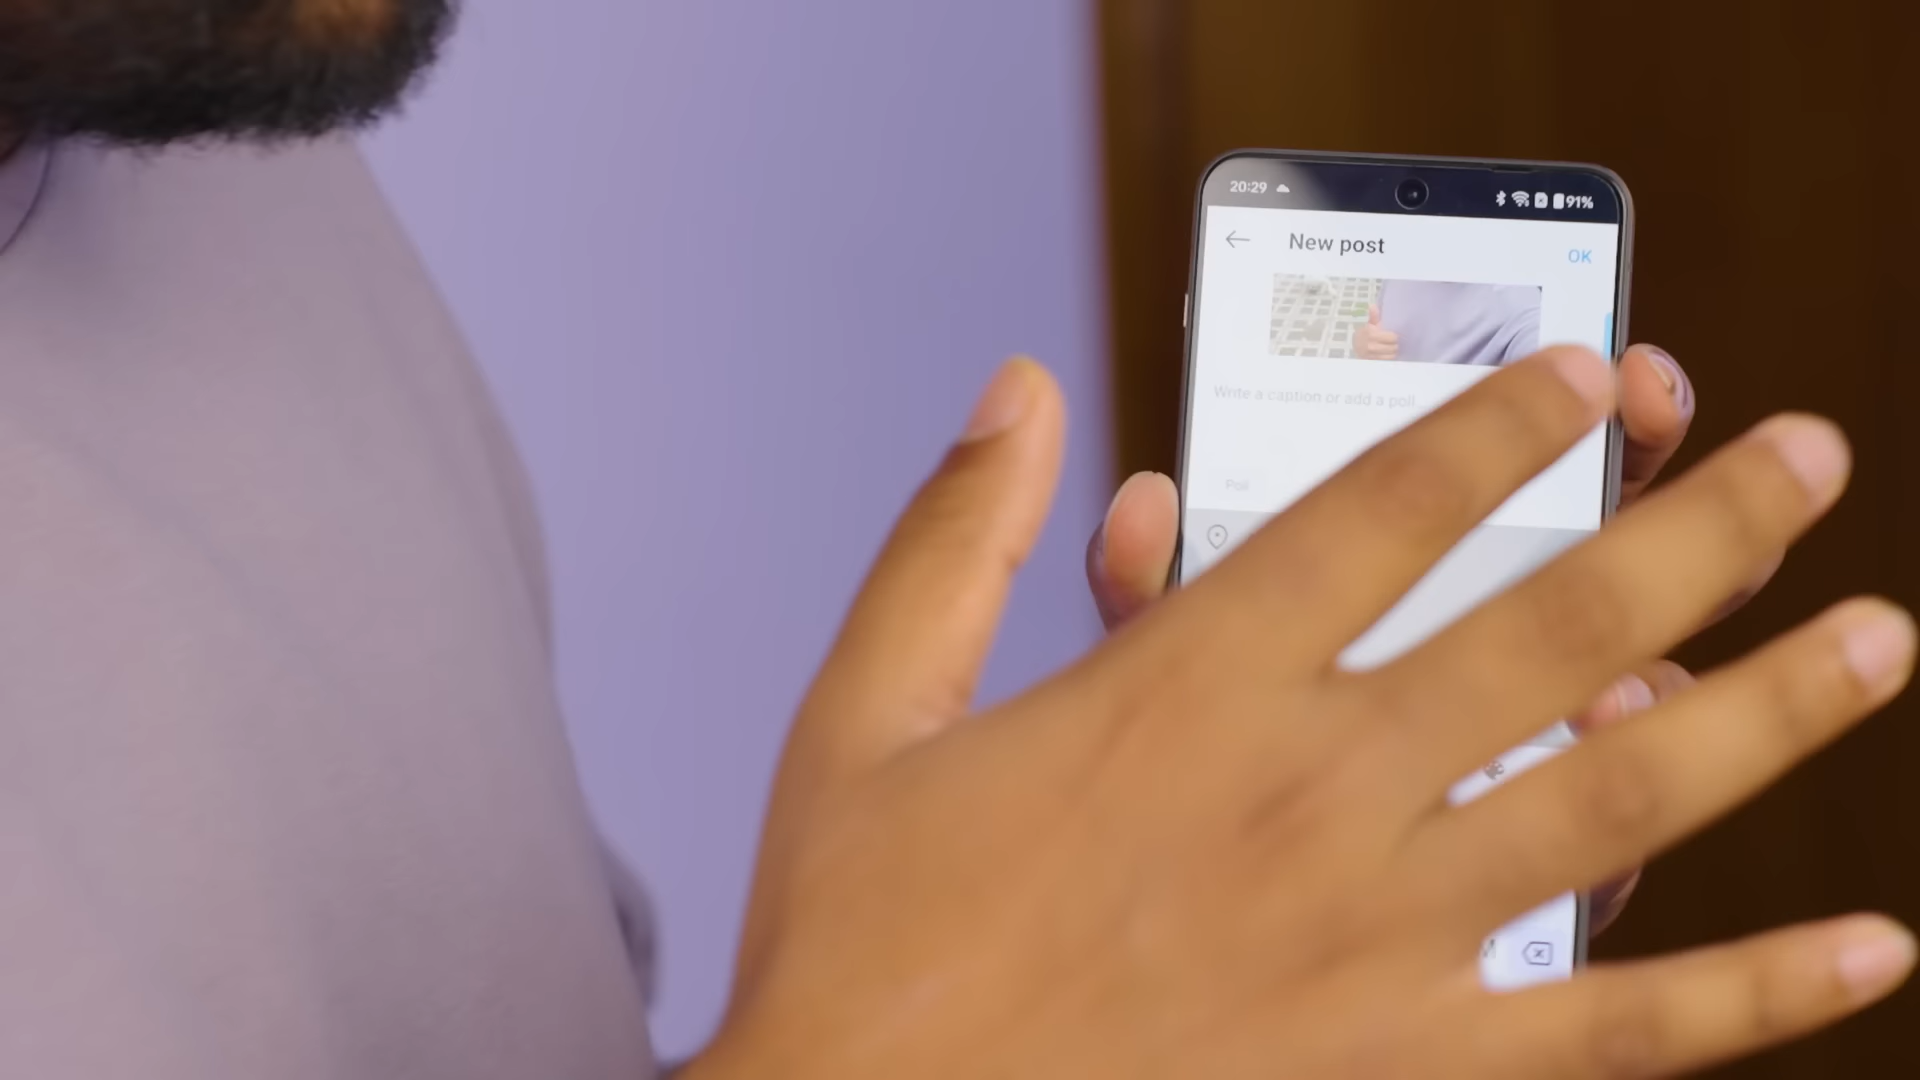 20:29
91%
New post
OK
Write a caption or add a poll...
Poll